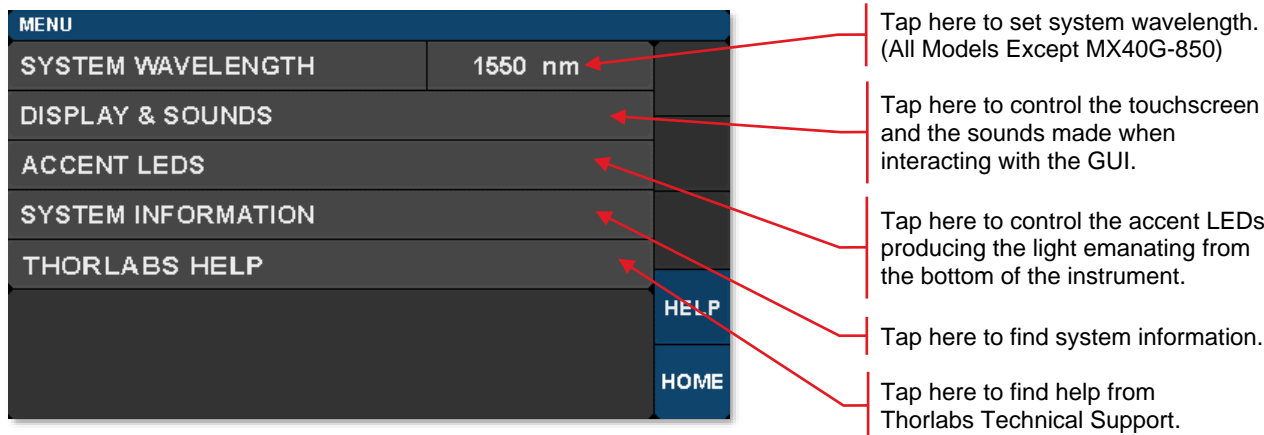 MENU
SYSTEM WAVELENGTH 1550 nm
DISPLAY & SOUNDS
ACCENT LEDS
SYSTEM INFORMATION
THORLABS HELP
HELP
HOME
Tap here to set system wavelength.
(All Models Except MX40G-850)
Tap here to control the touchscreen
and the sounds made when
interacting with the GUI.
Tap here to control the accent LEDs
producing the light emanating from
the bottom of the instrument.
Tap here to find system information.
Tap here to find help from
Thorlabs Technical Support.